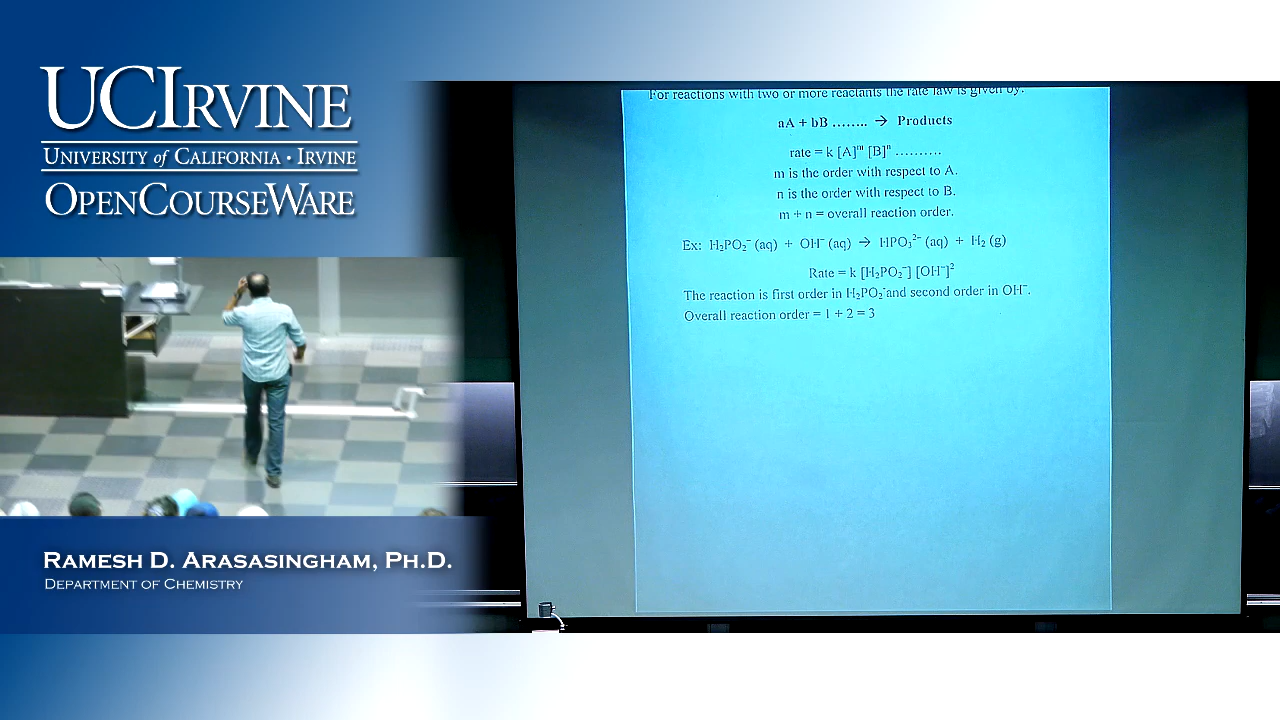 UCIRVINE
UNIVERSITY of CALIFORNIA · IRVINE
OPENCOURSEWARE
RAMESH D. ARASASINGHAM, PH.D.
DEPARTMENT OF CHEMISTRY
For reactions with two or more reactants the rate law is given by:
aA + bB …….. → Products
rate = k [A]ᵐ [B]ⁿ ……….
m is the order with respect to A.
n is the order with respect to B.
m + n = overall reaction order.
Ex: H₂PO₂⁻ (aq) + OH⁻ (aq) → HPO₃²⁻ (aq) + H₂ (g)
Rate = k [H₂PO₂⁻] [OH⁻]²
The reaction is first order in H₂PO₂⁻and second order in OH⁻.
Overall reaction order = 1 + 2 = 3